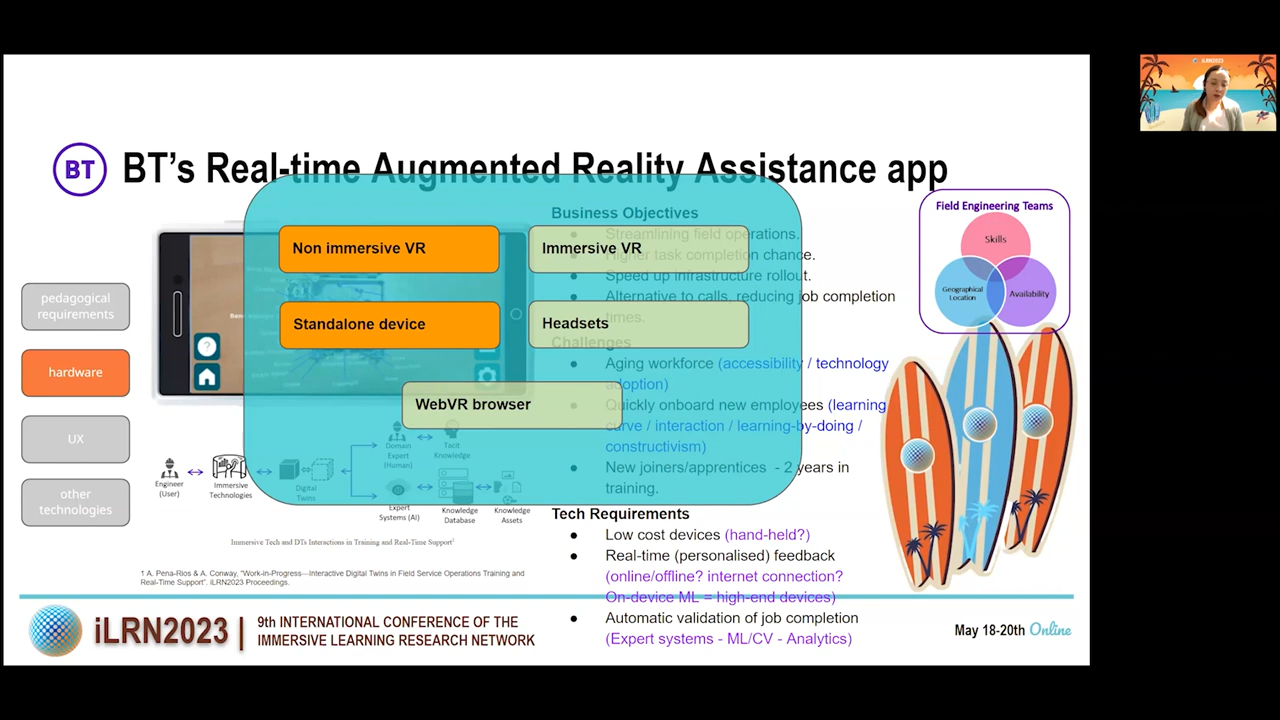 iLRN2023
BT
BT's Real-time Augmented Reality Assistance app
pedagogical
requirements
hardware
UX
other
technologies
Non immersive VR
Immersive VR
Standalone device
Headsets
WebVR browser
?
Engineer
(User)
Immersive
Technologies
Digital
Twins
Domain
Expert
(Human)
Tacit
Knowledge
Expert
Systems (AI)
Knowledge
Database
Knowledge
Assets
Immersive Tech and DTs Interactions in Training and Real-Time Support¹
1 A. Pena-Rios & A. Conway, "Work-in-Progress—Interactive Digital Twins in Field Service Operations Training and
Real-Time Support". iLRN2023 Proceedings.
Business Objectives
● Streamlining field operations.
● Higher task completion chance.
● Speed up infrastructure rollout.
● Alternative to calls, reducing job completion
times.
Challenges
● Aging workforce (accessibility / technology
adoption)
● Quickly onboard new employees (learning
curve / interaction / learning-by-doing /
constructivism)
● New joiners/apprentices - 2 years in
training.
Tech Requirements
● Low cost devices (hand-held?)
● Real-time (personalised) feedback
(online/offline? internet connection?
On-device ML = high-end devices)
● Automatic validation of job completion
(Expert systems - ML/CV - Analytics)
Field Engineering Teams
Skills
Geographical
Location
Availability
iLRN2023 |
9th INTERNATIONAL CONFERENCE OF THE
IMMERSIVE LEARNING RESEARCH NETWORK
May 18-20th Online